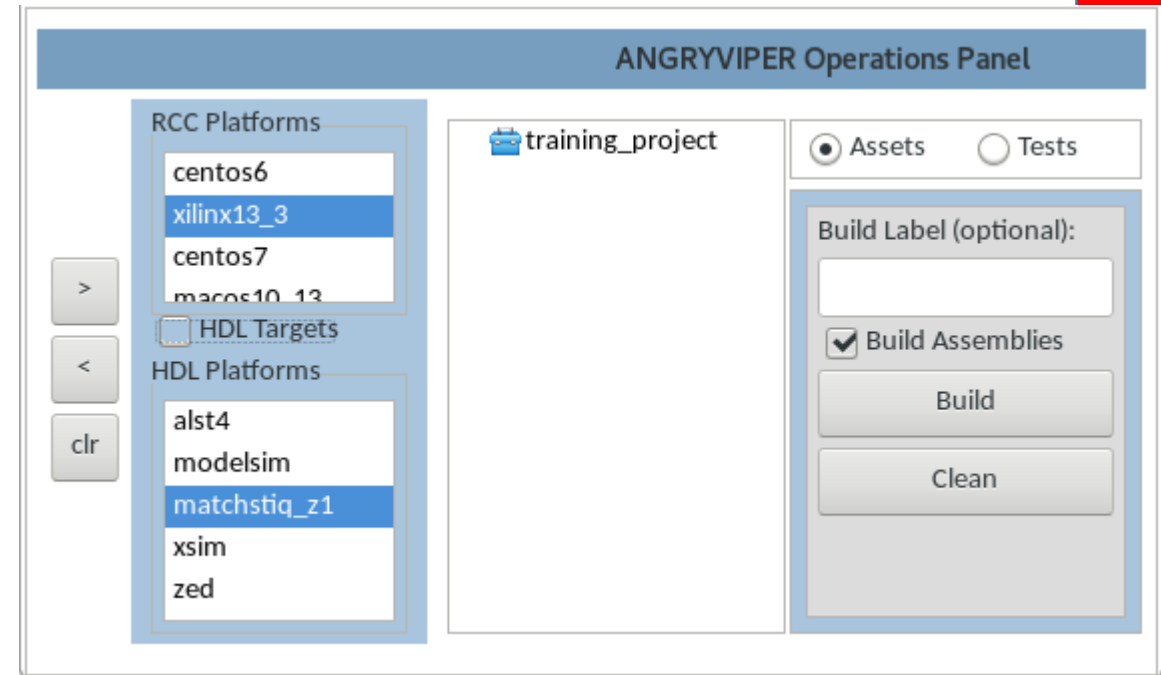 ANGRYVIPER Operations Panel
>
<
clr
RCC Platforms
centos6
xilinx13_3
centos7
macos10_13
HDL Targets
HDL Platforms
alst4
modelsim
matchstiq_z1
xsim
zed
training_project
Assets
Tests
Build Label (optional):
Build Assemblies
Build
Clean